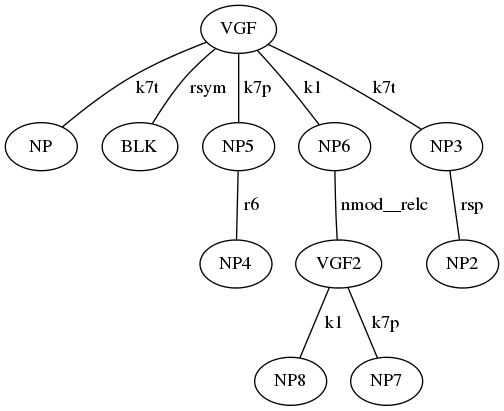 VGF
k7t rsym k7p k1 k7t
NP BLK NP5 NP6 NP3
r6 nmod__relc rsp
NP4 VGF2 NP2
k1 k7p
NP8 NP7